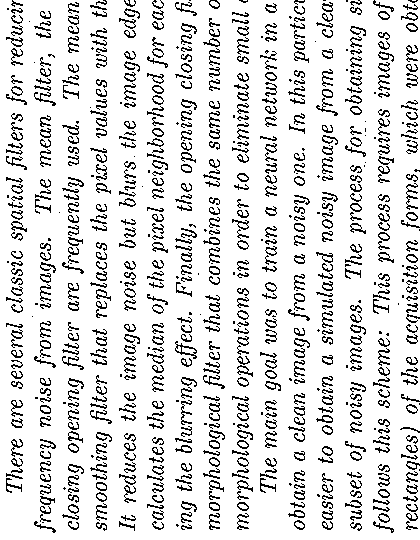 There are several classic spatial filters for reducin
frequency noise from images. The mean filter, the
closing opening filter are frequently used. The mean
smoothing filter that replaces the pixel values with th
It reduces the image noise but blurs the image edge
calculates the median of the pixel neighborhood for eac
ing the blurring effect. Finally, the opening closing fi
morphological filter that combines the same number o
morphological operations in order to eliminate small
The main goal was to train a neural network in a
obtain a clean image from a noisy one. In this partic
easier to obtain a simulated noisy image from a clea
subset of noisy images. The process for obtaining si
follows this scheme: This process requires images of
rectangles) of the acquisition forms, which were obt